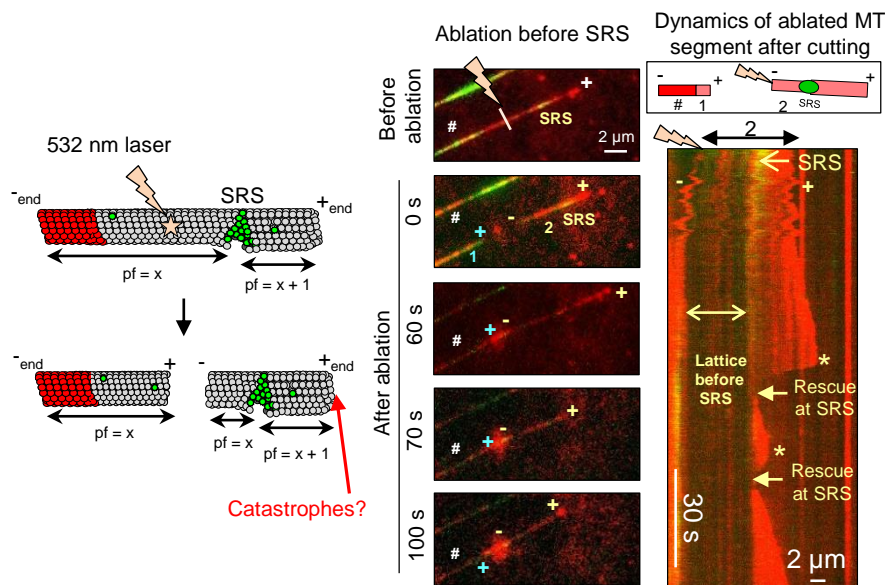 532 nm laser
SRS
-end
+end
pf = x
pf = x + 1
-end
+
-
+end
pf = x
pf = x
pf = x + 1
Catastrophes?
Ablation before SRS
Before
ablation
After ablation
0 s
60 s
70 s
100 s
+
#
SRS
2 µm
+
-
#
+
2
SRS
1
+
-
+
#
+
-
+
#
+
-
#
+
Dynamics of ablated MT
segment after cutting
-
+
#
1
-
+
2
SRS
2
SRS
-
+
Lattice
before
SRS
*
Rescue
at SRS
*
Rescue
at SRS
30 s
2 µm